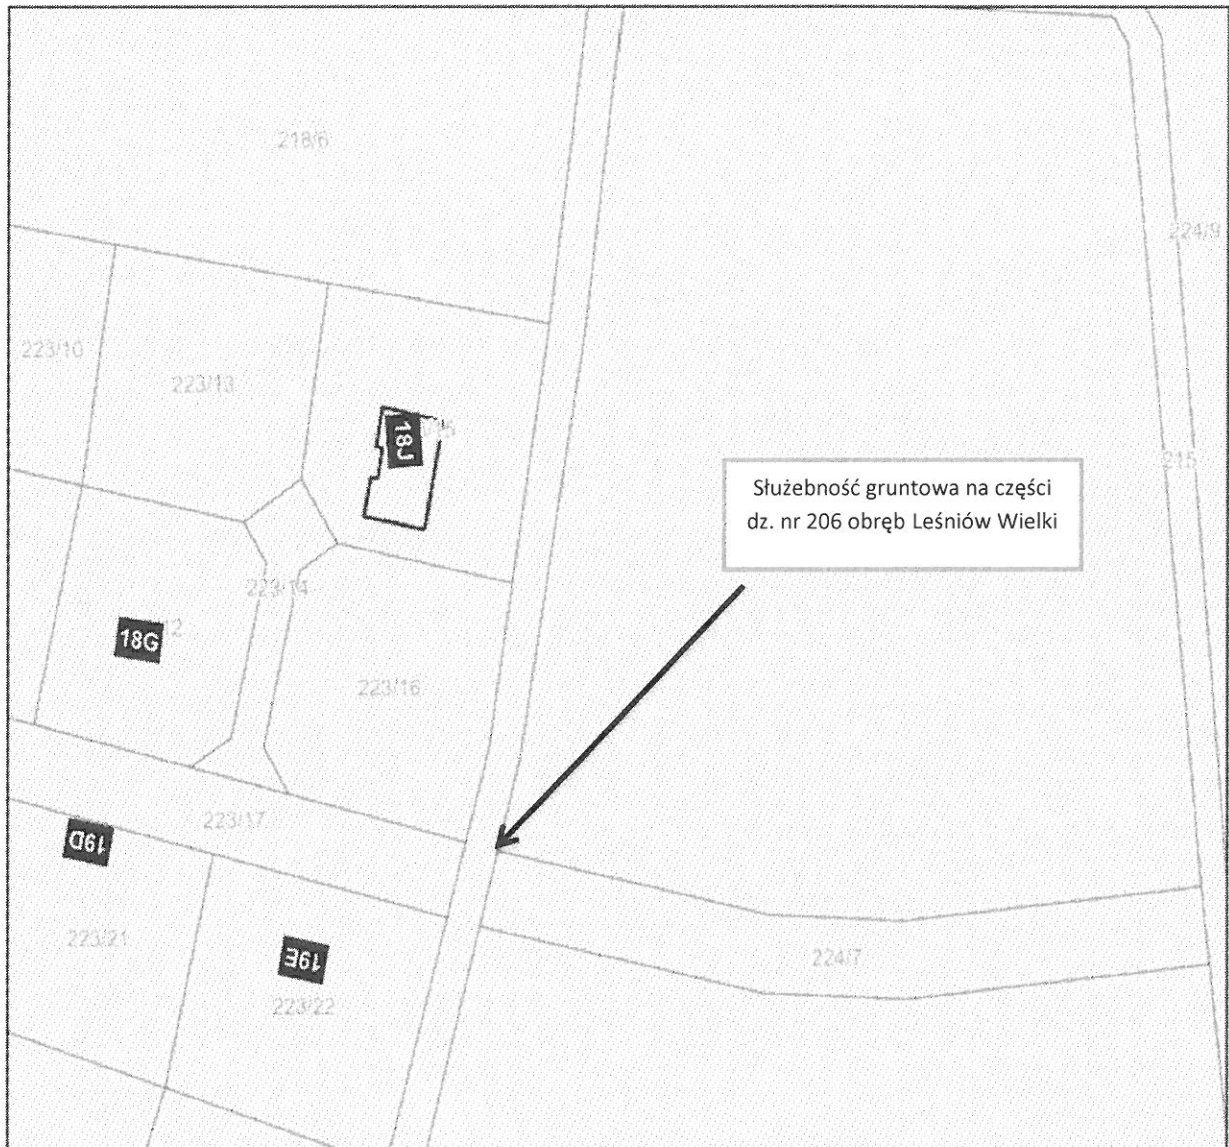 218/6
224/9
223/10
223/13
18J
215
Służebność gruntowa na części
dz. nr 206 obręb Leśniów Wielki
223/14
18G
223/16
223/17
19D
223/21
19E
223/22
224/7